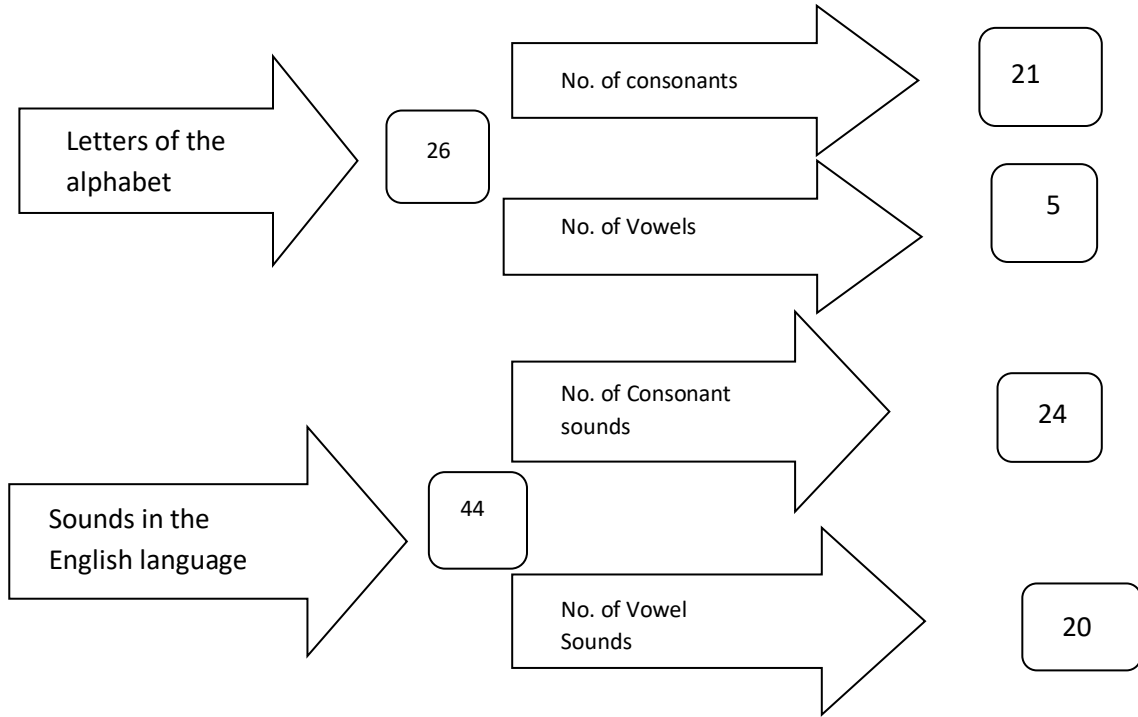 Letters of the
alphabet
26
No. of consonants
21
No. of Vowels
5
Sounds in the
English language
44
No. of Consonant
sounds
24
No. of Vowel
Sounds
20